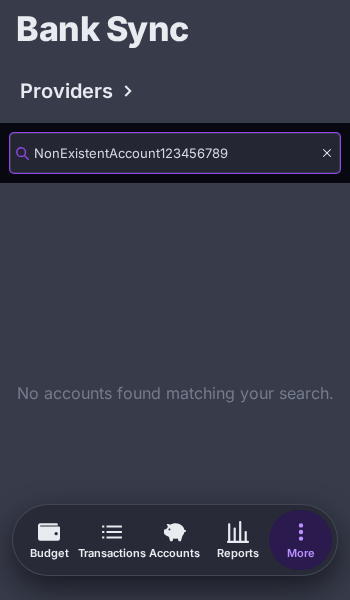 Bank Sync
Providers
NonExistentAccount123456789
No accounts found matching your search.
Budget
Transactions
Accounts
Reports
More